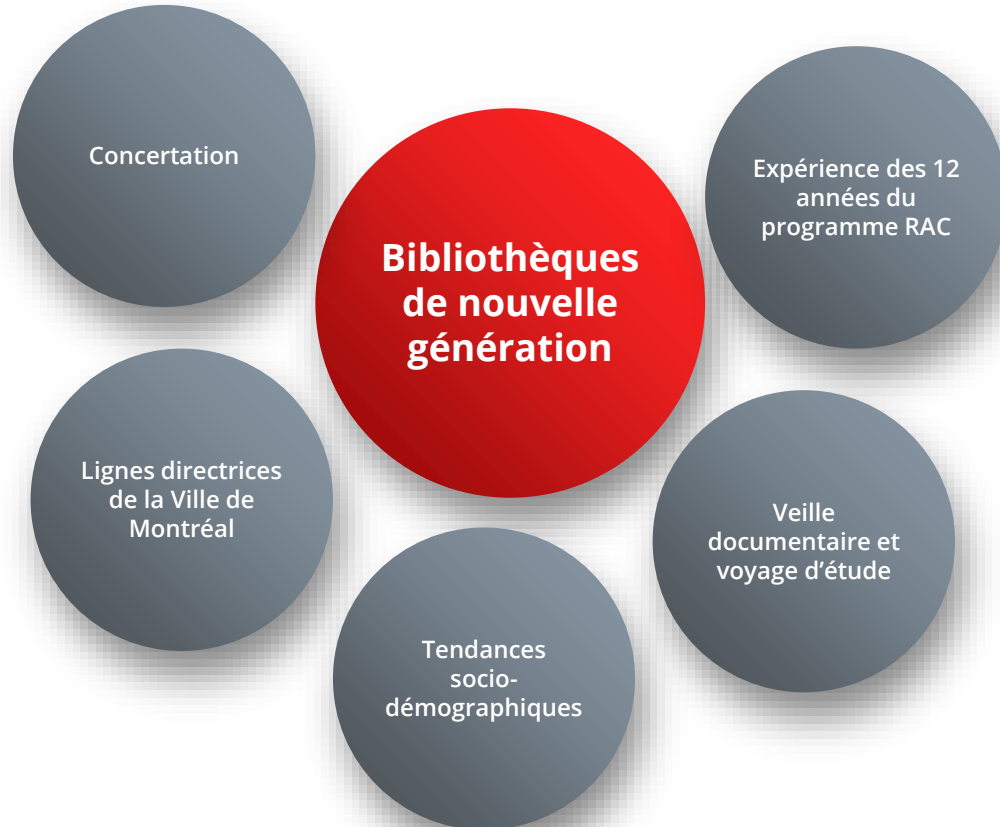 Concertation
Bibliothèques
de nouvelle
génération
Expérience des 12
années du
programme RAC
Lignes directrices
de la Ville de
Montréal
Veille
documentaire et
voyage d’étude
Tendances
socio-
démographiques